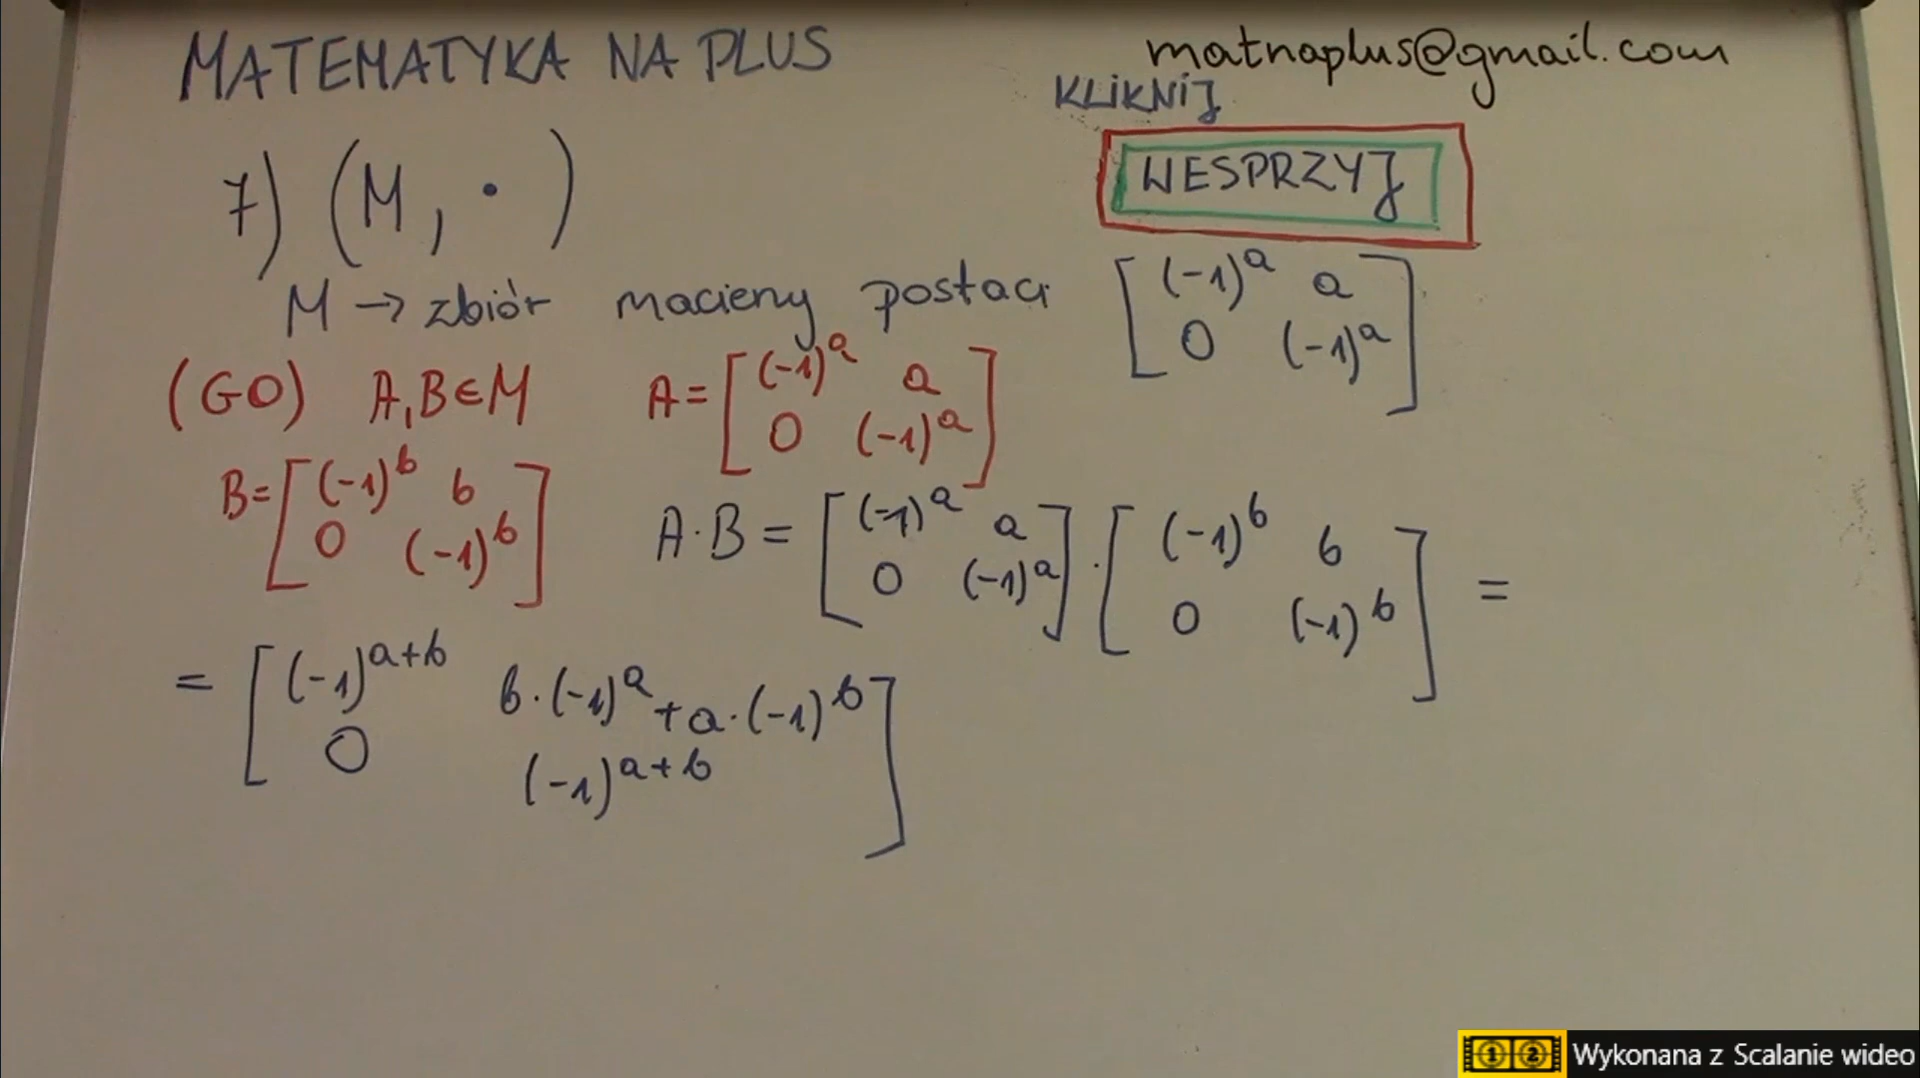 MATEMATYKA NA PLUS
matnaplus@gmail.com
KLIKNIJ
WESPRZYJ
7) (M, ·)
M → zbiór macierzy postaci [(-1)^a a; 0 (-1)^a]
(G0) A,B∈M A=[(-1)^a a; 0 (-1)^a]
B=[(-1)^b b; 0 (-1)^b] A·B = [(-1)^a a; 0 (-1)^a]·[(-1)^b b; 0 (-1)^b] =
= [(-1)^{a+b} b·(-1)^a+a·(-1)^b; 0 (-1)^{a+b}]
Wykonana z Scalanie wideo